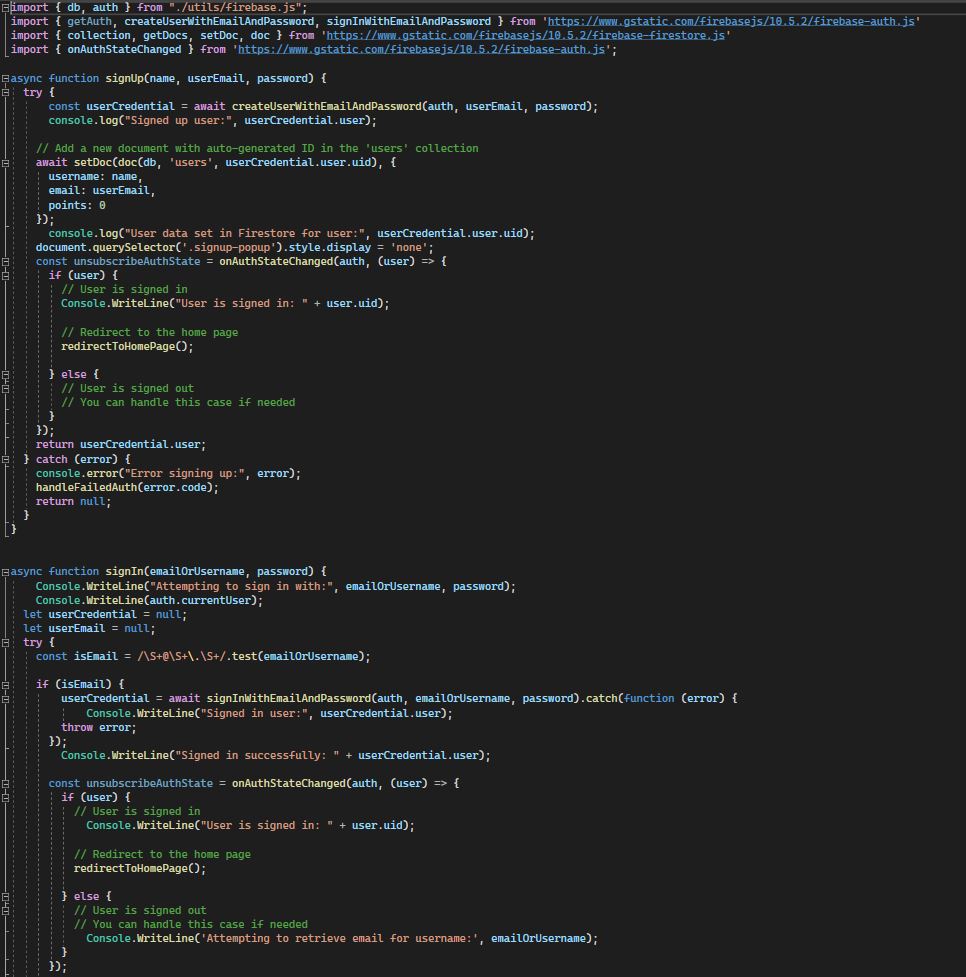 import { db, auth } from "./utils/firebase.js";
import { getAuth, createUserWithEmailAndPassword, signInWithEmailAndPassword } from 'https://www.gstatic.com/firebasejs/10.5.2/firebase-auth.js'
import { collection, getDocs, setDoc, doc } from 'https://www.gstatic.com/firebasejs/10.5.2/firebase-firestore.js'
import { onAuthStateChanged } from 'https://www.gstatic.com/firebasejs/10.5.2/firebase-auth.js';
async function signUp(name, userEmail, password) {
try {
const userCredential = await createUserWithEmailAndPassword(auth, userEmail, password);
console.log("Signed up user:", userCredential.user);
// Add a new document with auto-generated ID in the 'users' collection
await setDoc(doc(db, 'users', userCredential.user.uid), {
username: name,
email: userEmail,
points: 0
});
console.log("User data set in Firestore for user:", userCredential.user.uid);
document.querySelector('.signup-popup').style.display = 'none';
const unsubscribeAuthState = onAuthStateChanged(auth, (user) => {
if (user) {
// User is signed in
Console.WriteLine("User is signed in: " + user.uid);
// Redirect to the home page
redirectToHomePage();
} else {
// User is signed out
// You can handle this case if needed
}
});
return userCredential.user;
} catch (error) {
console.error("Error signing up:", error);
handleFailedAuth(error.code);
return null;
}
}
async function signIn(emailOrUsername, password) {
Console.WriteLine("Attempting to sign in with:", emailOrUsername, password);
Console.WriteLine(auth.currentUser);
let userCredential = null;
let userEmail = null;
try {
const isEmail = /\S+@\S+\.\S+/.test(emailOrUsername);
if (isEmail) {
userCredential = await signInWithEmailAndPassword(auth, emailOrUsername, password).catch(function (error) {
Console.WriteLine("Signed in user:", userCredential.user);
throw error;
});
Console.WriteLine("Signed in successfully: " + userCredential.user);
const unsubscribeAuthState = onAuthStateChanged(auth, (user) => {
if (user) {
// User is signed in
Console.WriteLine("User is signed in: " + user.uid);
// Redirect to the home page
redirectToHomePage();
} else {
// User is signed out
// You can handle this case if needed
Console.WriteLine('Attempting to retrieve email for username:', emailOrUsername);
}
});